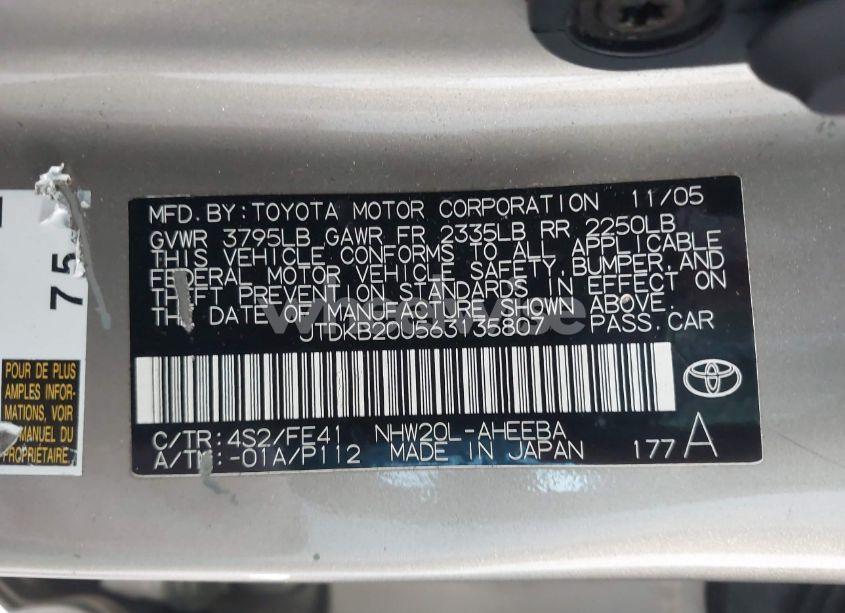 MFD. BY: TOYOTA MOTOR CORPORATION 11/05
GVWR 3795LB GAWR FR 2335LB RR 2250LB
THIS VEHICLE CONFORMS TO ALL APPLICABLE
FEDERAL MOTOR VEHICLE SAFETY, BUMPER, AND
THEFT PREVENTION STANDARDS IN EFFECT ON
THE DATE OF MANUFACTURE SHOWN ABOVE.
JTDKB20U563135807 PASS. CAR
C/TR: 4S2/FE41 NHW20L-AHEEBA
A/TM: -01A/P112 MADE IN JAPAN 177 A
75
POUR DE PLUS
AMPLES INFOR-
MATIONS, VOIR
MANUEL DU
PROPRIÉTAIRE.